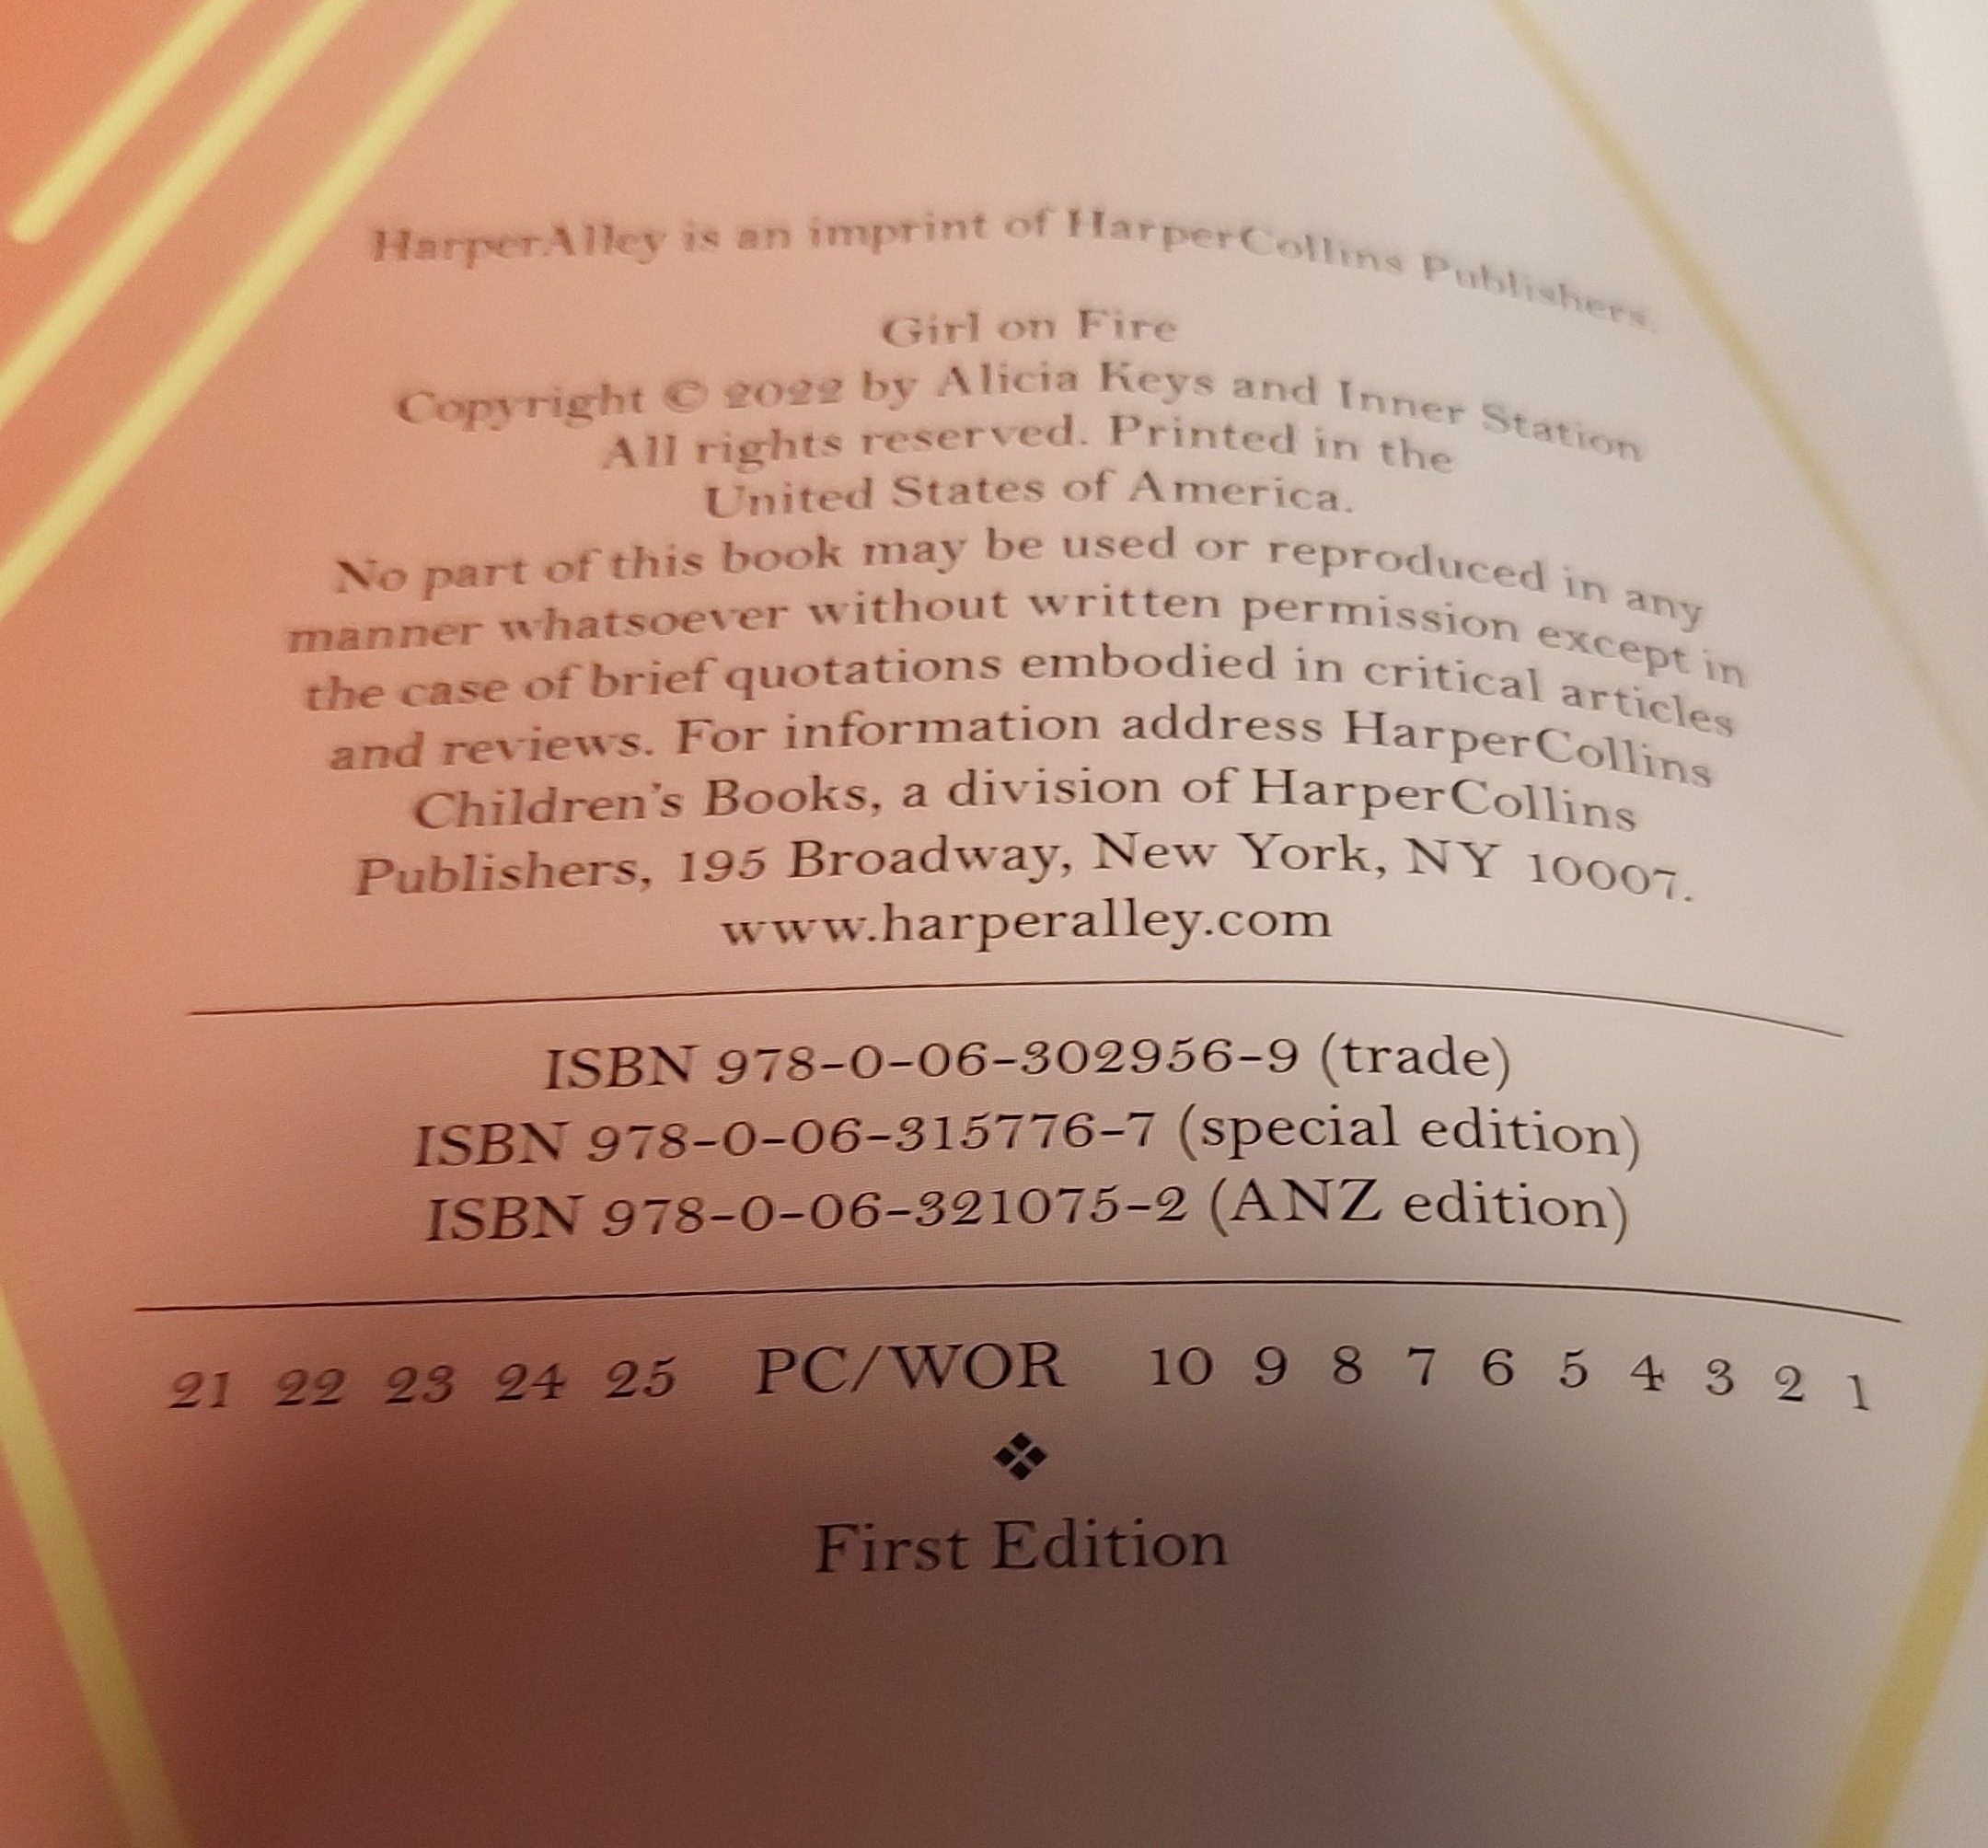 HarperAlley is an imprint of HarperCollins Publishers.
Girl on Fire
Copyright © 2022 by Alicia Keys and Inner Station
All rights reserved. Printed in the
United States of America.
No part of this book may be used or reproduced in any
manner whatsoever without written permission except in
the case of brief quotations embodied in critical articles
and reviews. For information address HarperCollins
Children's Books, a division of HarperCollins
Publishers, 195 Broadway, New York, NY 10007.
www.harperalley.com
ISBN 978-0-06-302956-9 (trade)
ISBN 978-0-06-315776-7 (special edition)
ISBN 978-0-06-321075-2 (ANZ edition)
21 22 23 24 25 PC/WOR 10 9 8 7 6 5 4 3 2 1
❖
First Edition